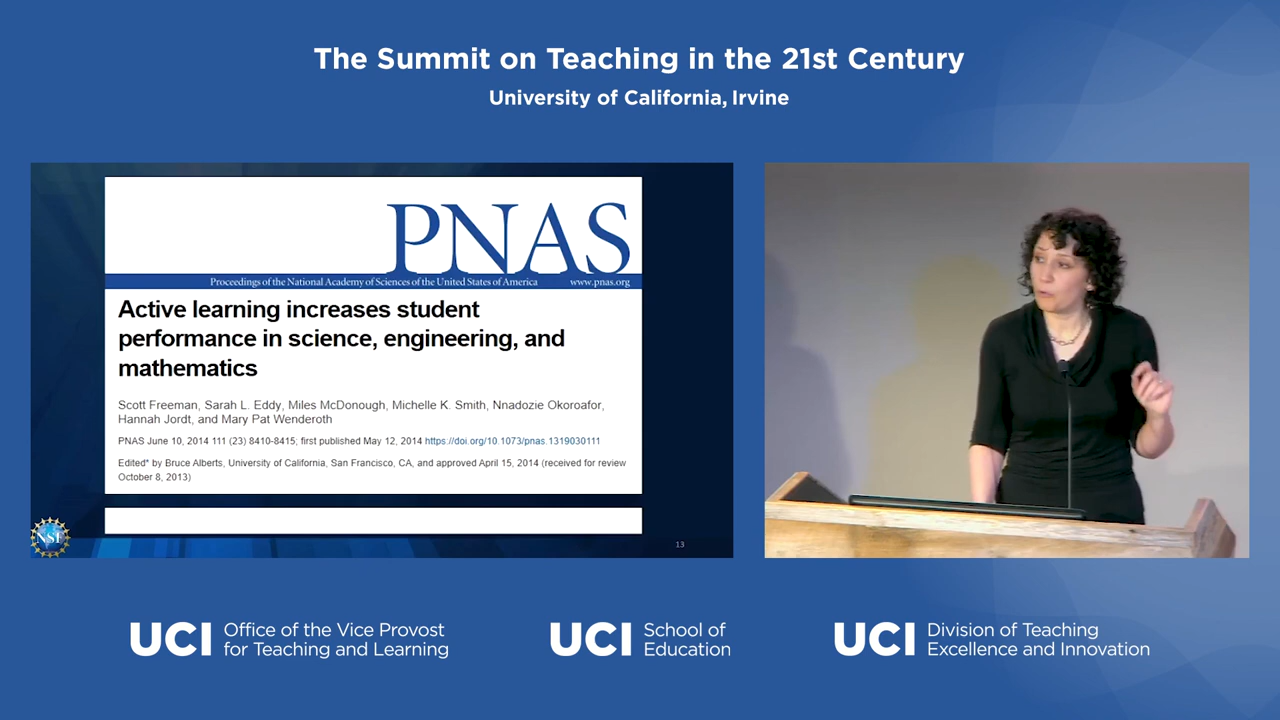 The Summit on Teaching in the 21st Century
University of California, Irvine
PNAS
Proceedings of the National Academy of Sciences of the United States of America www.pnas.org
Active learning increases student
performance in science, engineering, and
mathematics
Scott Freeman, Sarah L. Eddy, Miles McDonough, Michelle K. Smith, Nnadozie Okoroafor,
Hannah Jordt, and Mary Pat Wenderoth
PNAS June 10, 2014 111 (23) 8410-8415; first published May 12, 2014 https://doi.org/10.1073/pnas.1319030111
Edited* by Bruce Alberts, University of California, San Francisco, CA, and approved April 15, 2014 (received for review
October 8, 2013)
NSF
13
UCI Office of the Vice Provost
for Teaching and Learning
UCI School of
Education
UCI Division of Teaching
Excellence and Innovation